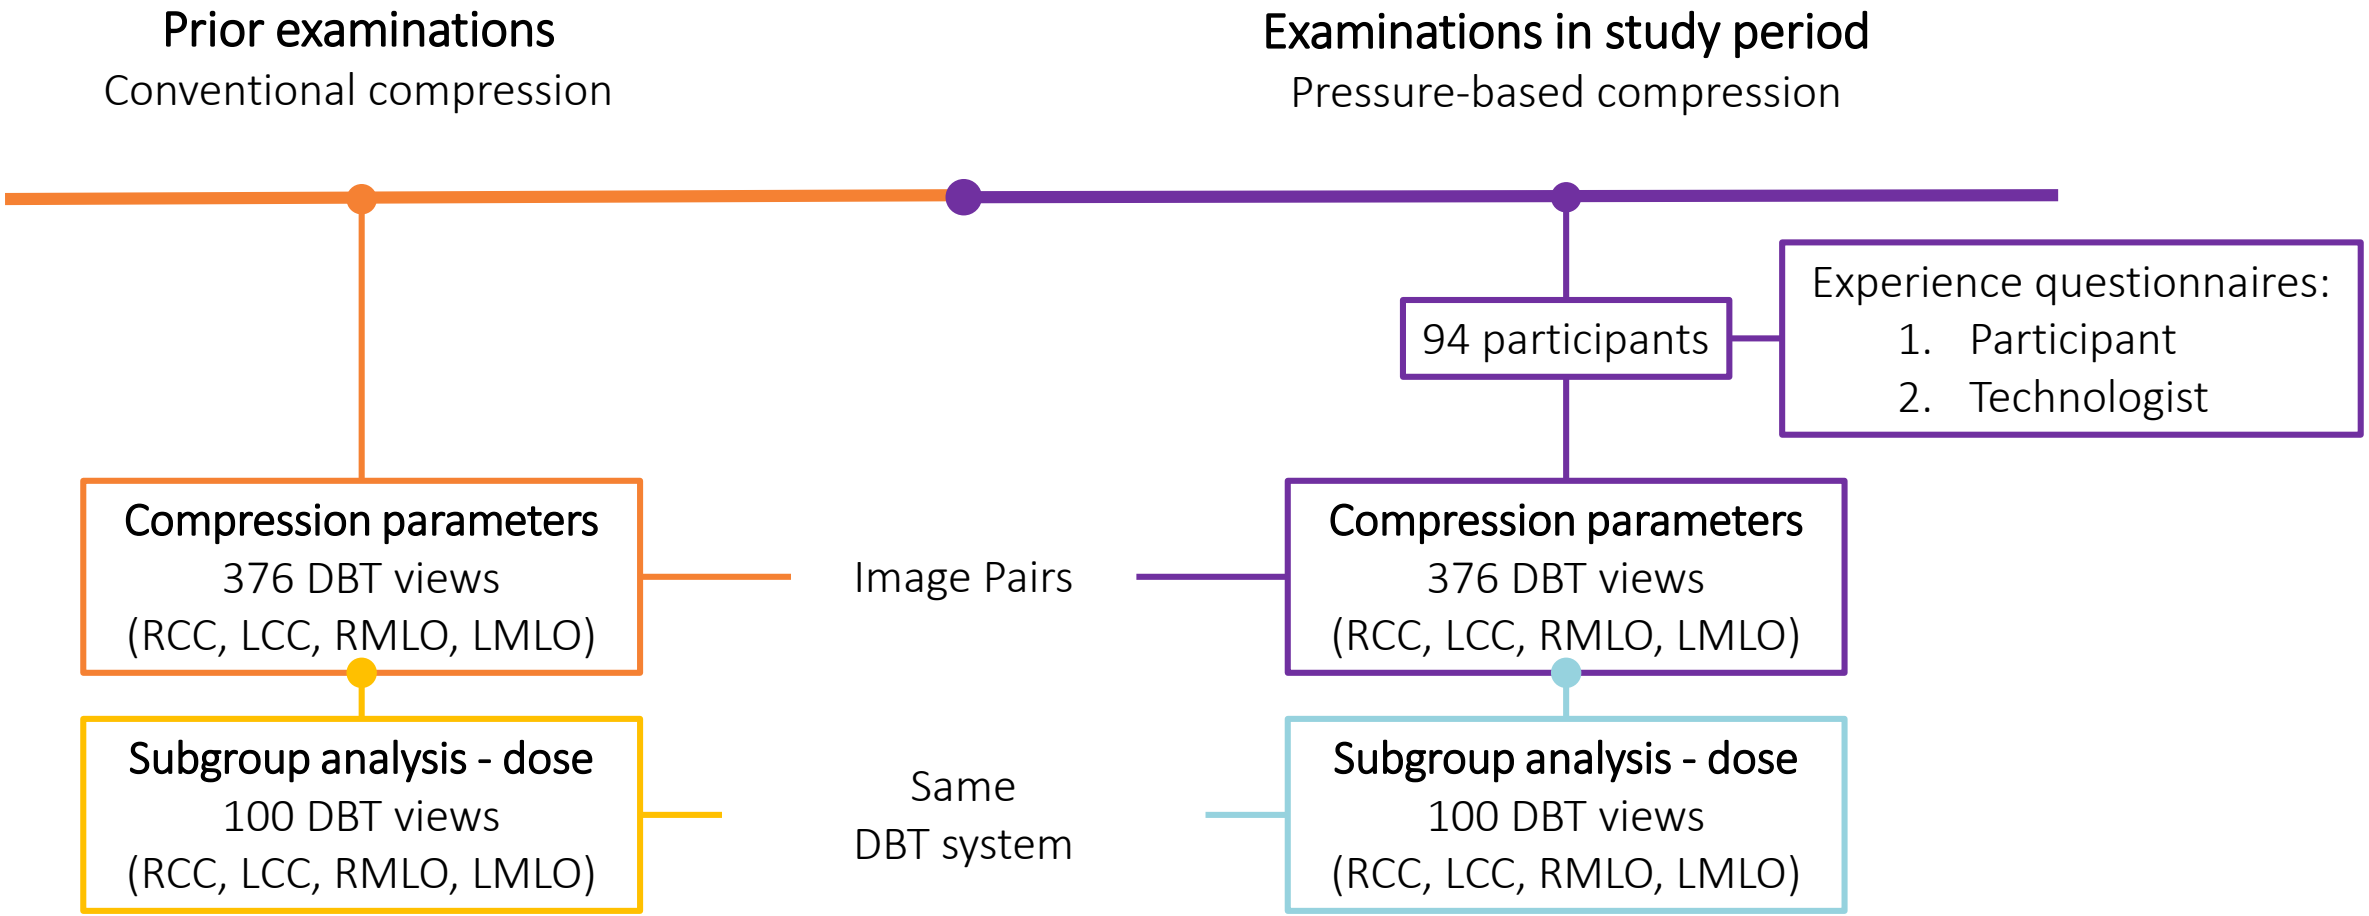 Prior examinations
Conventional compression
Examinations in study period
Pressure-based compression
94 participants
Experience questionnaires:
1. Participant
2. Technologist
Compression parameters
376 DBT views
(RCC, LCC, RMLO, LMLO)
Image Pairs
Compression parameters
376 DBT views
(RCC, LCC, RMLO, LMLO)
Subgroup analysis - dose
100 DBT views
(RCC, LCC, RMLO, LMLO)
Same
DBT system
Subgroup analysis - dose
100 DBT views
(RCC, LCC, RMLO, LMLO)